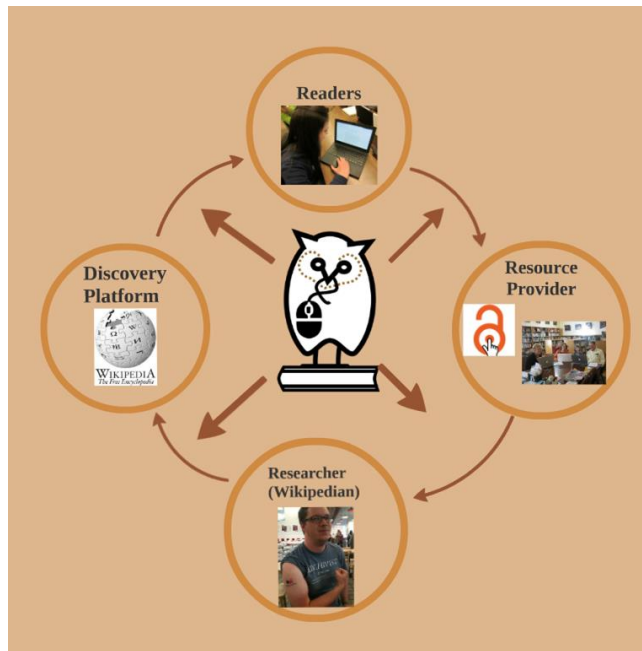 Readers
Discovery
Platform
WIKIPEDIA
The Free Encyclopedia
Resource
Provider
Researcher
(Wikipedian)